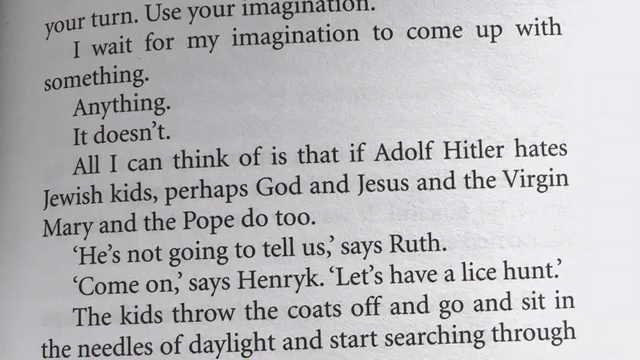 your turn. Use your imagination.
I wait for my imagination to come up with
something.
Anything.
It doesn't.
All I can think of is that if Adolf Hitler hates
Jewish kids, perhaps God and Jesus and the Virgin
Mary and the Pope do too.
‘He's not going to tell us,’ says Ruth.
‘Come on,’ says Henryk. ‘Let's have a lice hunt.’
The kids throw the coats off and go and sit in
the needles of daylight and start searching through